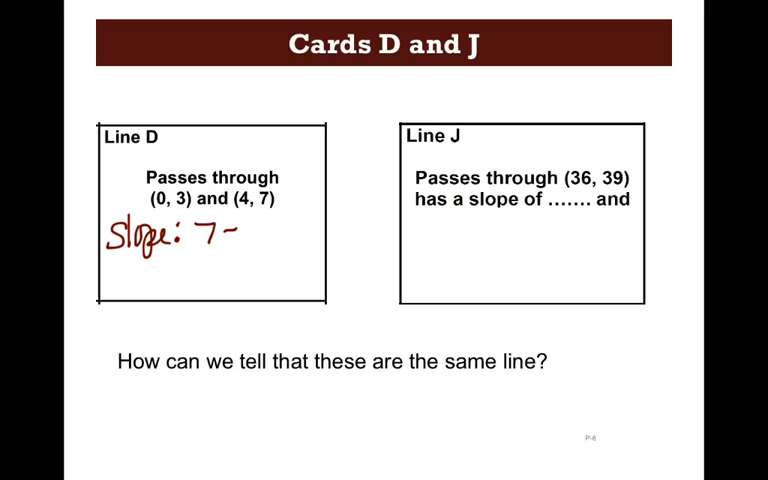 Cards D and J
Line D
Passes through
(0, 3) and (4, 7)
Slope: 7 -
Line J
Passes through (36, 39)
has a slope of ....... and
How can we tell that these are the same line?
P-6